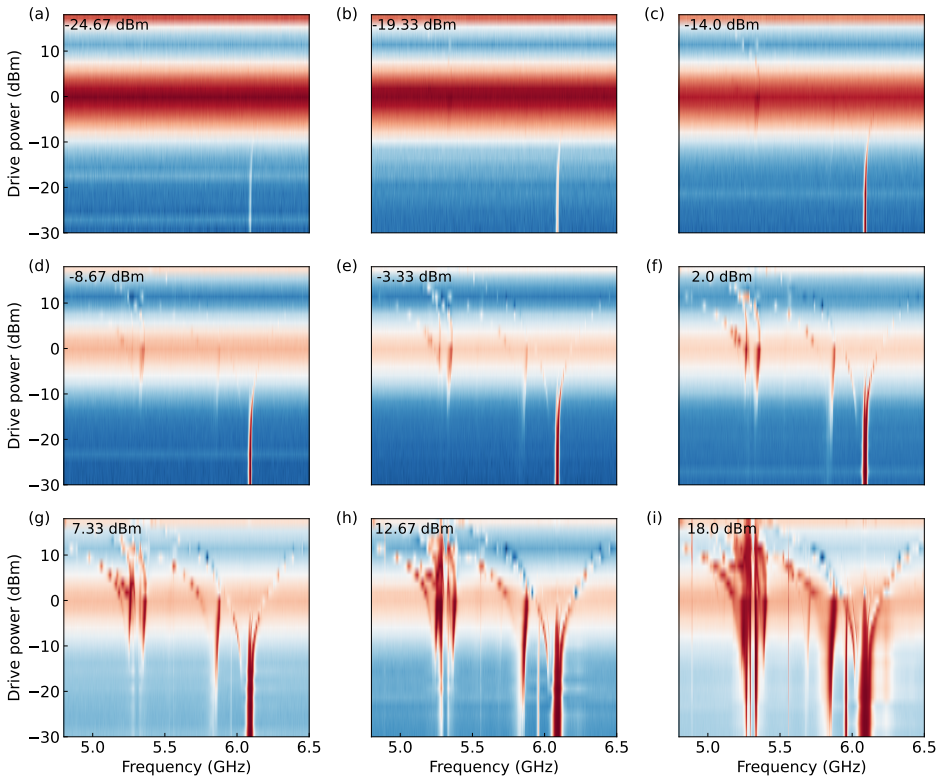 (a) (b) (c)
-24.67 dBm -19.33 dBm -14.0 dBm
Drive power (dBm)
10
0
−10
−20
−30
(d) (e) (f)
-8.67 dBm -3.33 dBm 2.0 dBm
Drive power (dBm)
10
0
−10
−20
−30
(g) (h) (i)
7.33 dBm 12.67 dBm 18.0 dBm
Drive power (dBm)
10
0
−10
−20
−30
5.0 5.5 6.0 6.5 5.0 5.5 6.0 6.5 5.0 5.5 6.0 6.5
Frequency (GHz) Frequency (GHz) Frequency (GHz)